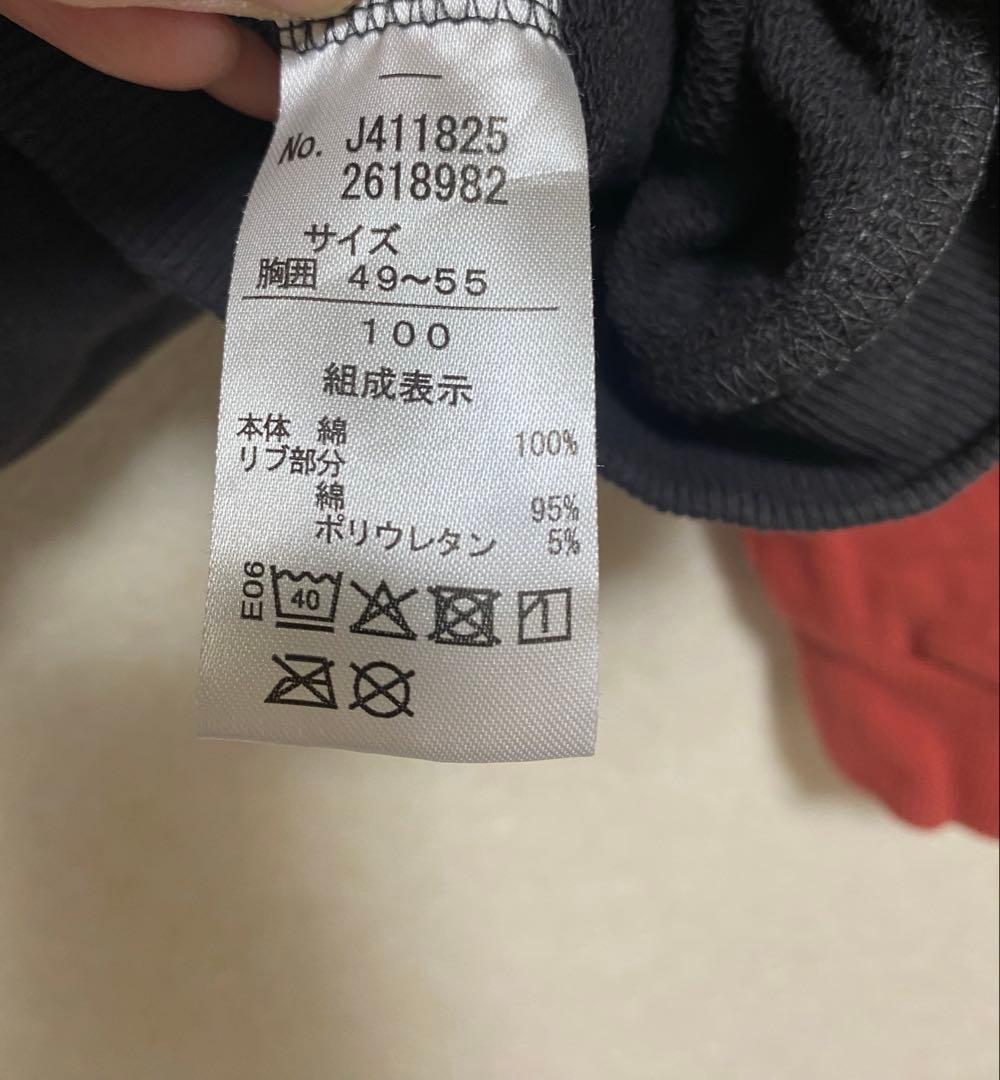 No. J411825
2618982
サイズ
胸囲 49～55
100
組成表示
本体 綿 100%
リブ部分
綿 95%
ポリウレタン 5%
E06
40